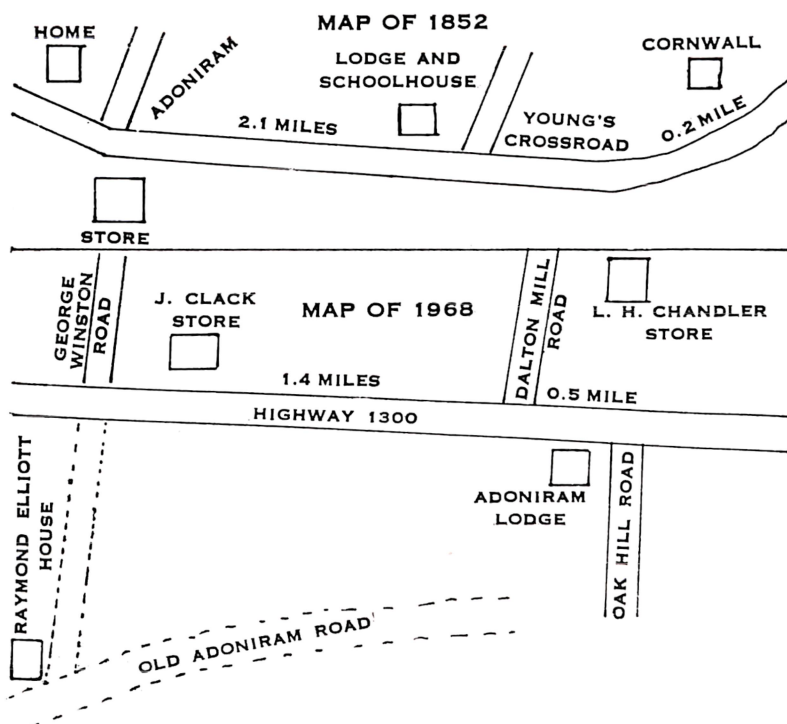 MAP OF 1852
HOME
ADONIRAM
LODGE AND
SCHOOLHOUSE
CORNWALL
2.1 MILES
YOUNG'S
CROSSROAD
0.2 MILE
STORE
GEORGE
WINSTON
ROAD
J. CLACK
STORE
MAP OF 1968
DALTON MILL
ROAD
L. H. CHANDLER
STORE
1.4 MILES
0.5 MILE
HIGHWAY 1300
RAYMOND ELLIOTT
HOUSE
ADONIRAM
LODGE
OAK HILL ROAD
OLD ADONIRAM ROAD